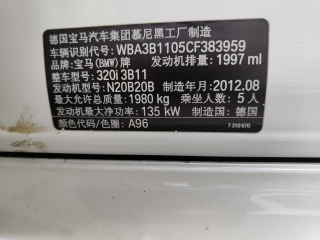 德国宝马汽车集团慕尼黑工厂制造
车辆识别代号: WBA3B1105CF383959
品牌: 宝马(BMW)牌 发动机排量: 1997 ml
整车型号: 320i 3B11
发动机型号: N20B20B 制造年月: 2012.08
最大允许总质量: 1980 kg 乘坐人数: 5 人
发动机净功率: 135 kW 制造国: 德国
颜色代码/色圈: A96 7 310 670